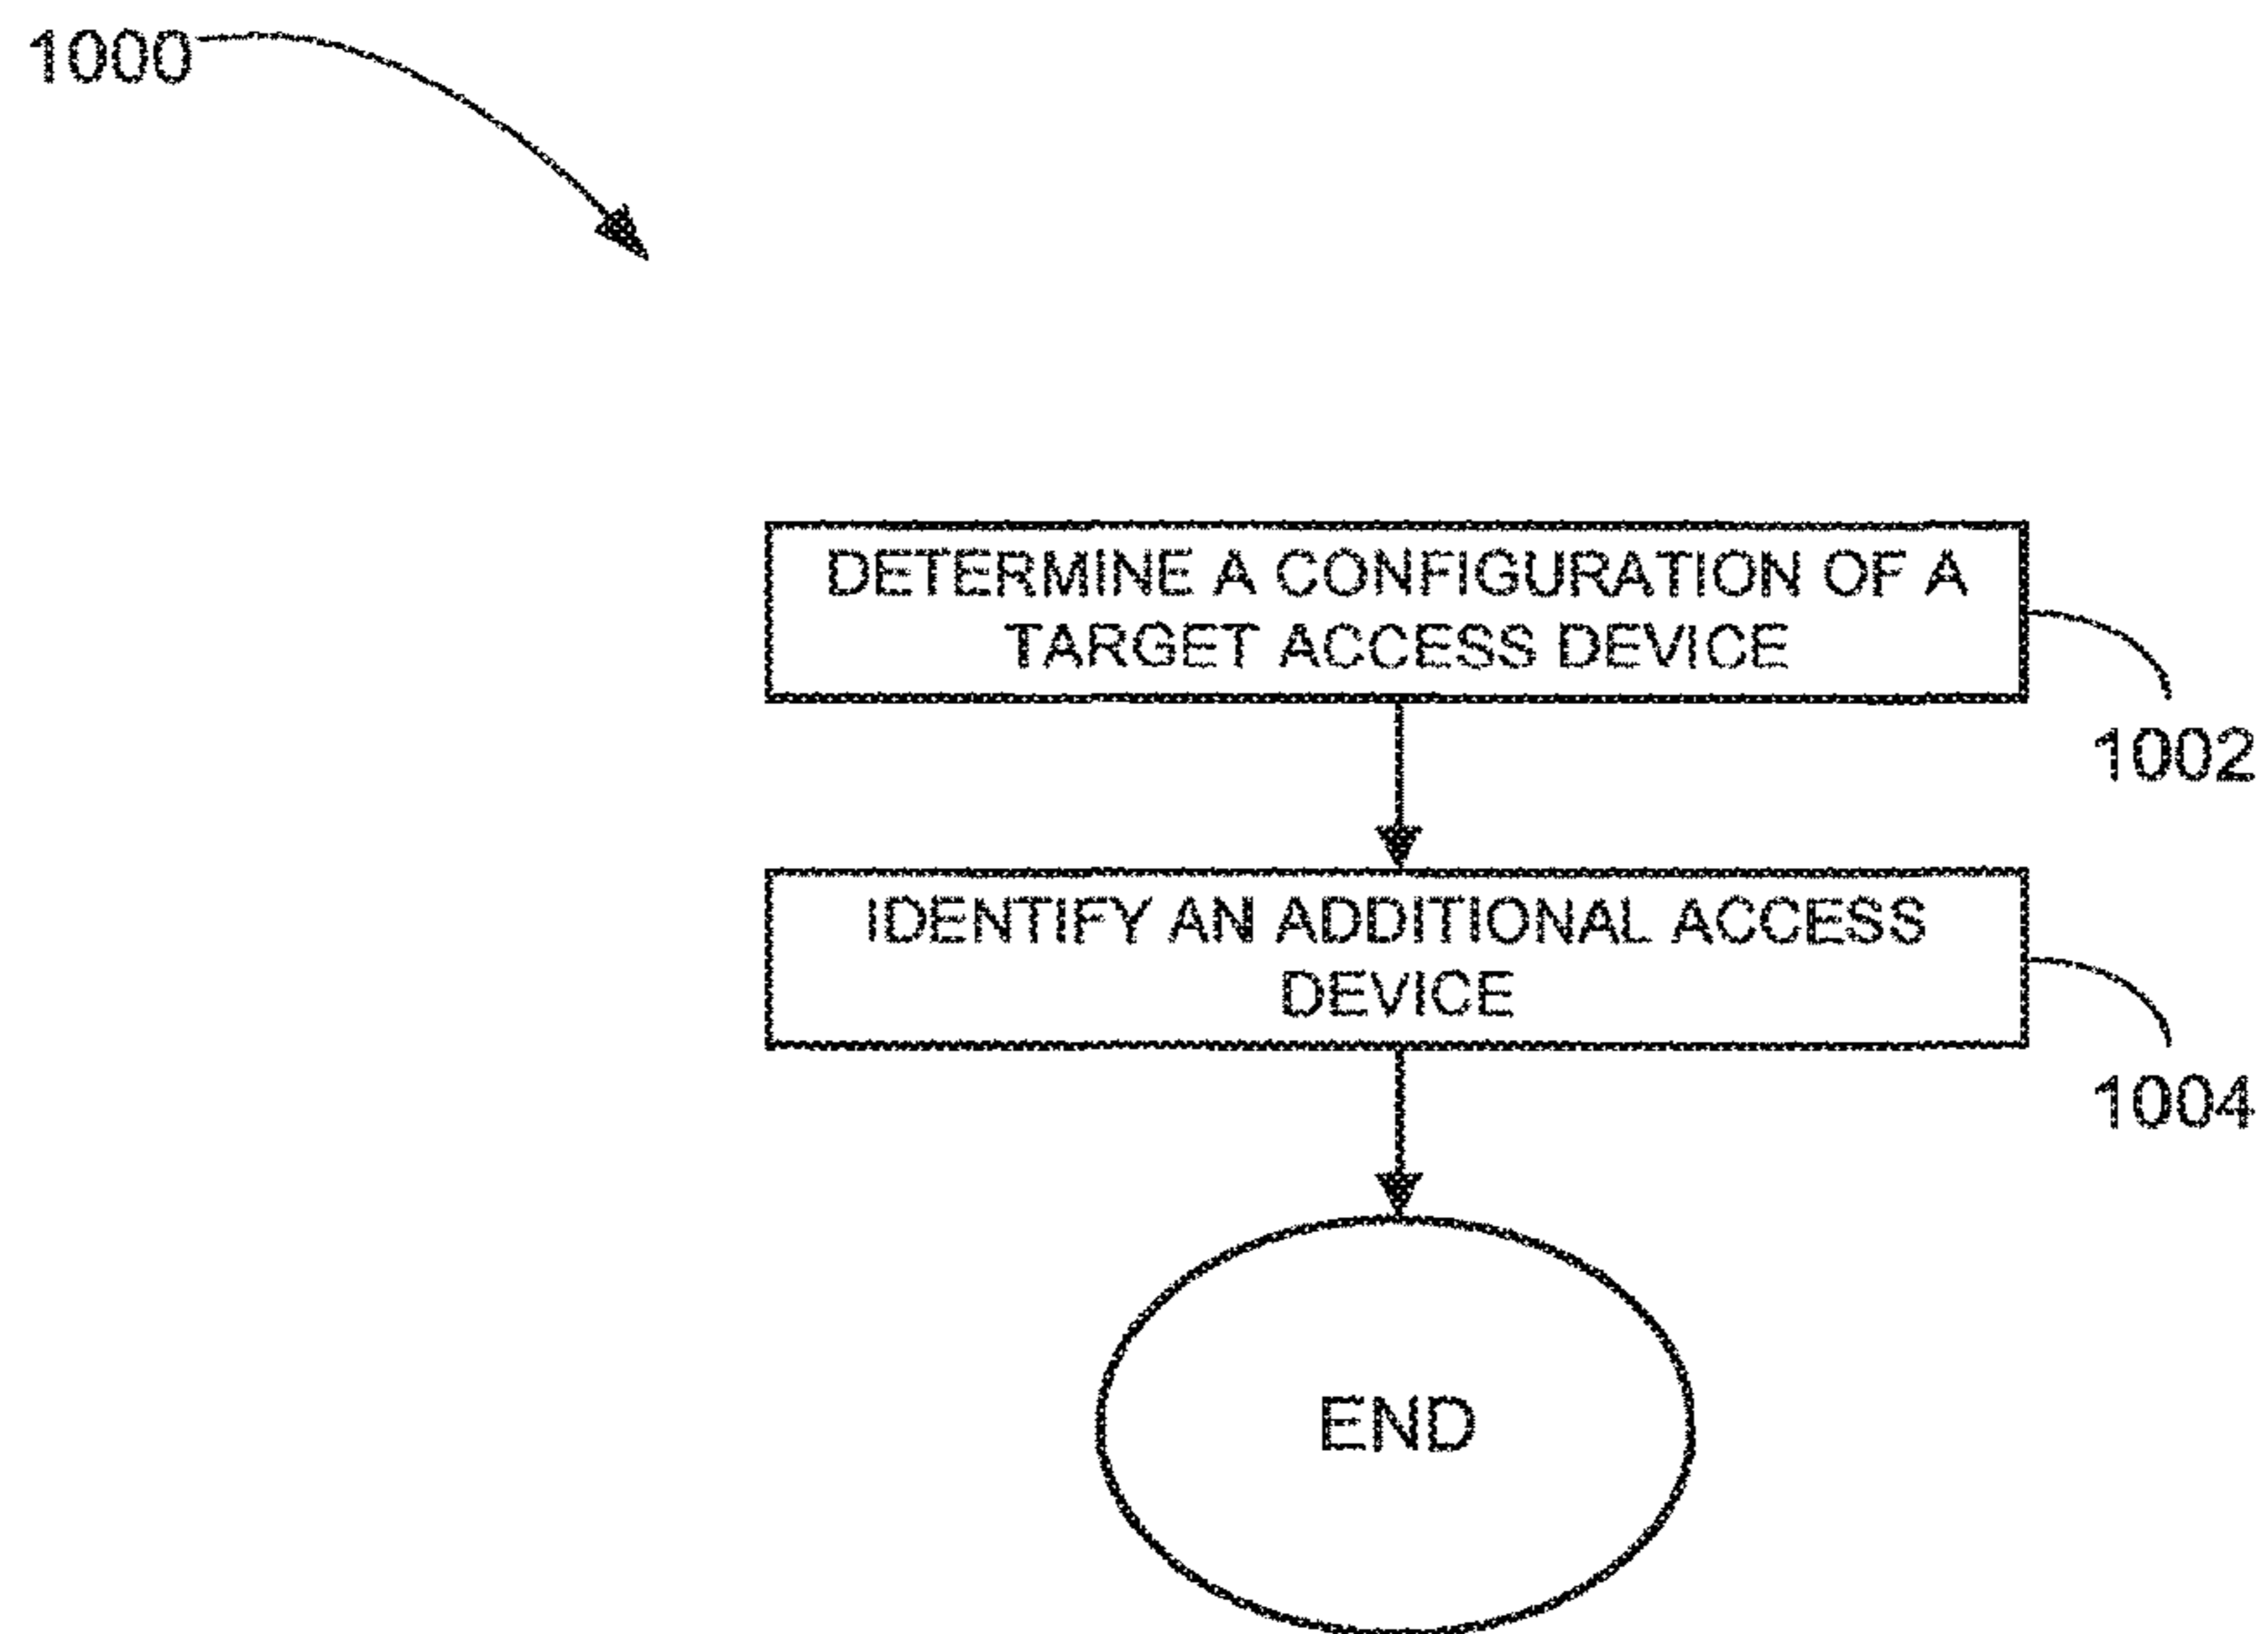 1000
DETERMINE A CONFIGURATION OF A
TARGET ACCESS DEVICE
1002
IDENTIFY AN ADDITIONAL ACCESS
DEVICE
1004
END